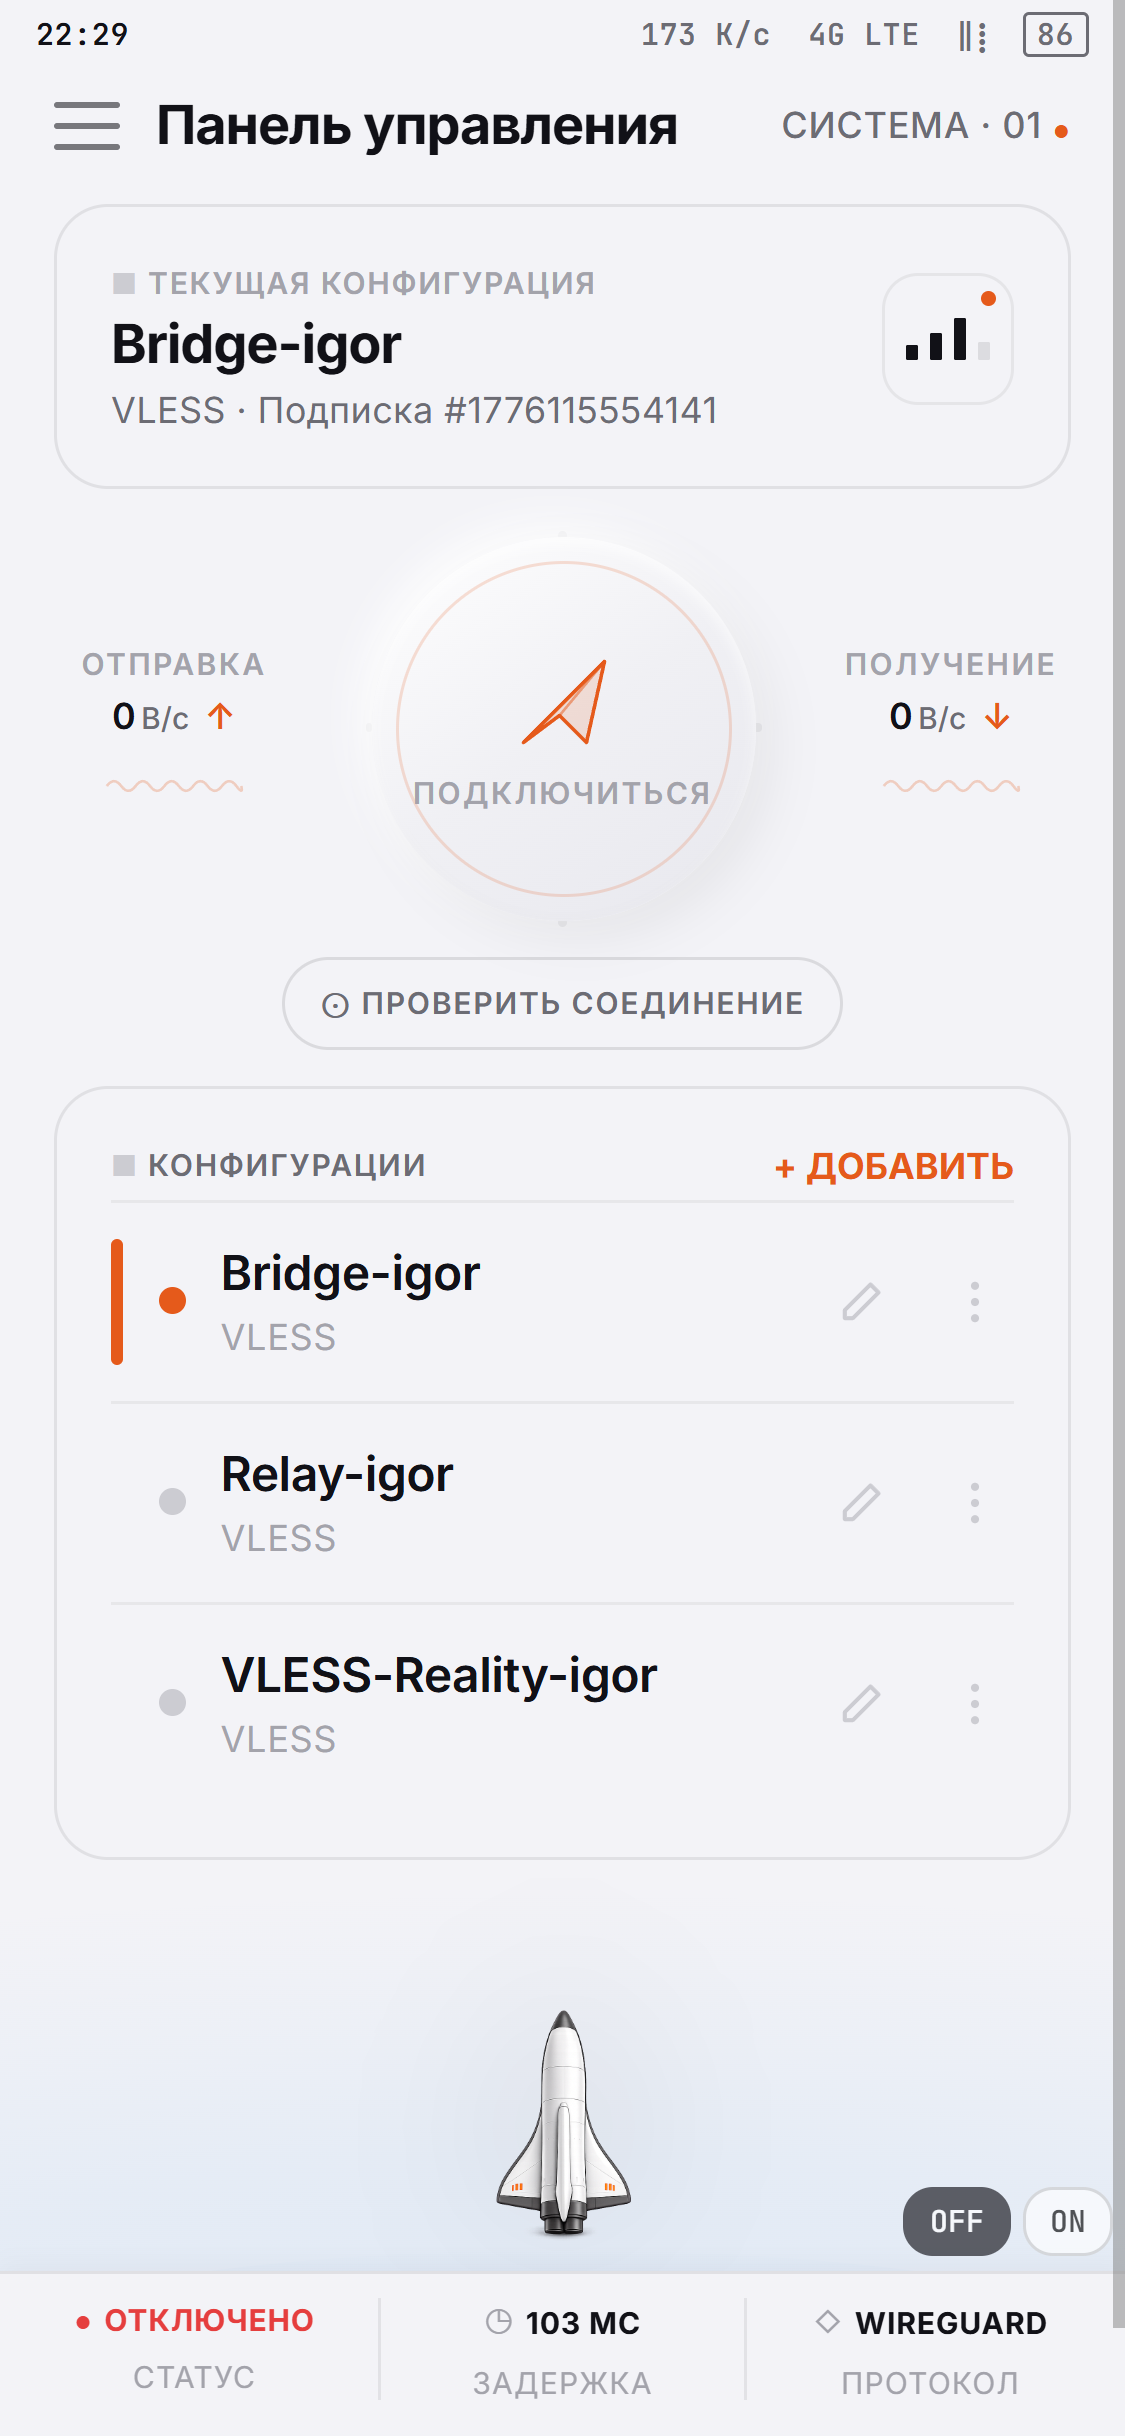 22:29 173 К/с 4G LTE 86
Панель управления СИСТЕМА · 01
ТЕКУЩАЯ КОНФИГУРАЦИЯ
Bridge-igor
VLESS · Подписка #1776115554141
ОТПРАВКА
0 В/с ↑
ПОЛУЧЕНИЕ
0 В/с ↓
ПОДКЛЮЧИТЬСЯ
ПРОВЕРИТЬ СОЕДИНЕНИЕ
КОНФИГУРАЦИИ + ДОБАВИТЬ
Bridge-igor
VLESS
Relay-igor
VLESS
VLESS-Reality-igor
VLESS
OFF ON
ОТКЛЮЧЕНО
СТАТУС
103 МС
ЗАДЕРЖКА
WIREGUARD
ПРОТОКОЛ